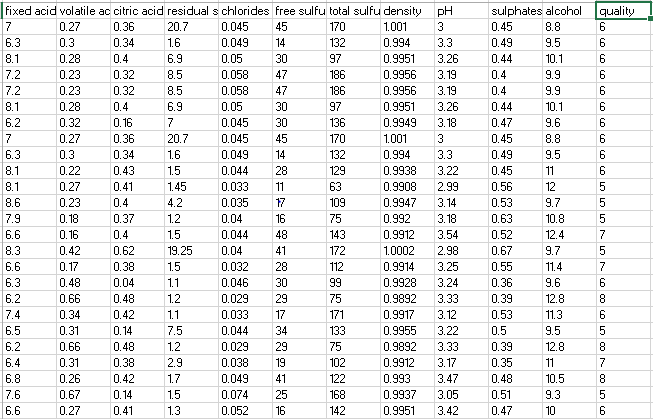 fixed acid volatile ac citric acid residual s chlorides free sulfu total sulfu density pH sulphates alcohol quality
7 0.27 0.36 20.7 0.045 45 170 1.001 3 0.45 8.8 6
6.3 0.3 0.34 1.6 0.049 14 132 0.994 3.3 0.49 9.5 6
8.1 0.28 0.4 6.9 0.05 30 97 0.9951 3.26 0.44 10.1 6
7.2 0.23 0.32 8.5 0.058 47 186 0.9956 3.19 0.4 9.9 6
7.2 0.23 0.32 8.5 0.058 47 186 0.9956 3.19 0.4 9.9 6
8.1 0.28 0.4 6.9 0.05 30 97 0.9951 3.26 0.44 10.1 6
6.2 0.32 0.16 7 0.045 30 136 0.9949 3.18 0.47 9.6 6
7 0.27 0.36 20.7 0.045 45 170 1.001 3 0.45 8.8 6
6.3 0.3 0.34 1.6 0.049 14 132 0.994 3.3 0.49 9.5 6
8.1 0.22 0.43 1.5 0.044 28 129 0.9938 3.22 0.45 11 6
8.1 0.27 0.41 1.45 0.033 11 63 0.9908 2.99 0.56 12 5
8.6 0.23 0.4 4.2 0.035 17 109 0.9947 3.14 0.53 9.7 5
7.9 0.18 0.37 1.2 0.04 16 75 0.992 3.18 0.63 10.8 5
6.6 0.16 0.4 1.5 0.044 48 143 0.9912 3.54 0.52 12.4 7
8.3 0.42 0.62 19.25 0.04 41 172 1.0002 2.98 0.67 9.7 5
6.6 0.17 0.38 1.5 0.032 28 112 0.9914 3.25 0.55 11.4 7
6.3 0.48 0.04 1.1 0.046 30 99 0.9928 3.24 0.36 9.6 6
6.2 0.66 0.48 1.2 0.029 29 75 0.9892 3.33 0.39 12.8 8
7.4 0.34 0.42 1.1 0.033 17 171 0.9917 3.12 0.53 11.3 6
6.5 0.31 0.14 7.5 0.044 34 133 0.9955 3.22 0.5 9.5 5
6.2 0.66 0.48 1.2 0.029 29 75 0.9892 3.33 0.39 12.8 8
6.4 0.31 0.38 2.9 0.038 19 102 0.9912 3.17 0.35 11 7
6.8 0.26 0.42 1.7 0.049 41 122 0.993 3.47 0.48 10.5 8
7.6 0.67 0.14 1.5 0.074 25 168 0.9937 3.05 0.51 9.3 5
6.6 0.27 0.41 1.3 0.052 16 142 0.9951 3.42 0.47 10 6